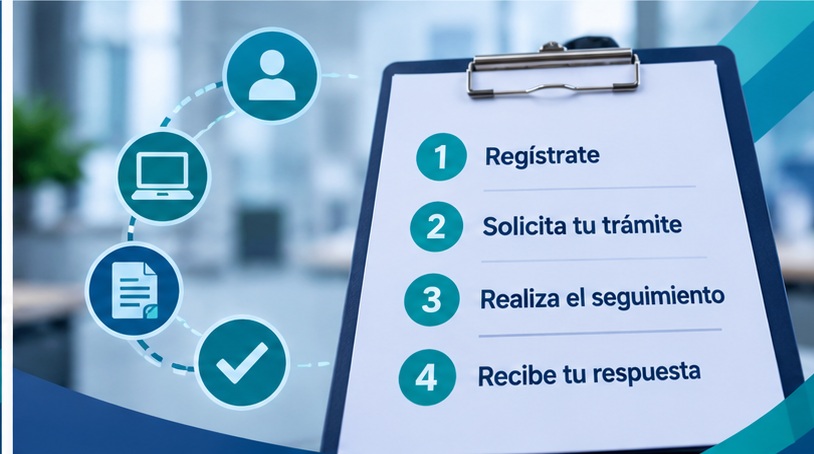 1 Regístrate
2 Solicita tu trámite
3 Realiza el seguimiento
4 Recibe tu respuesta